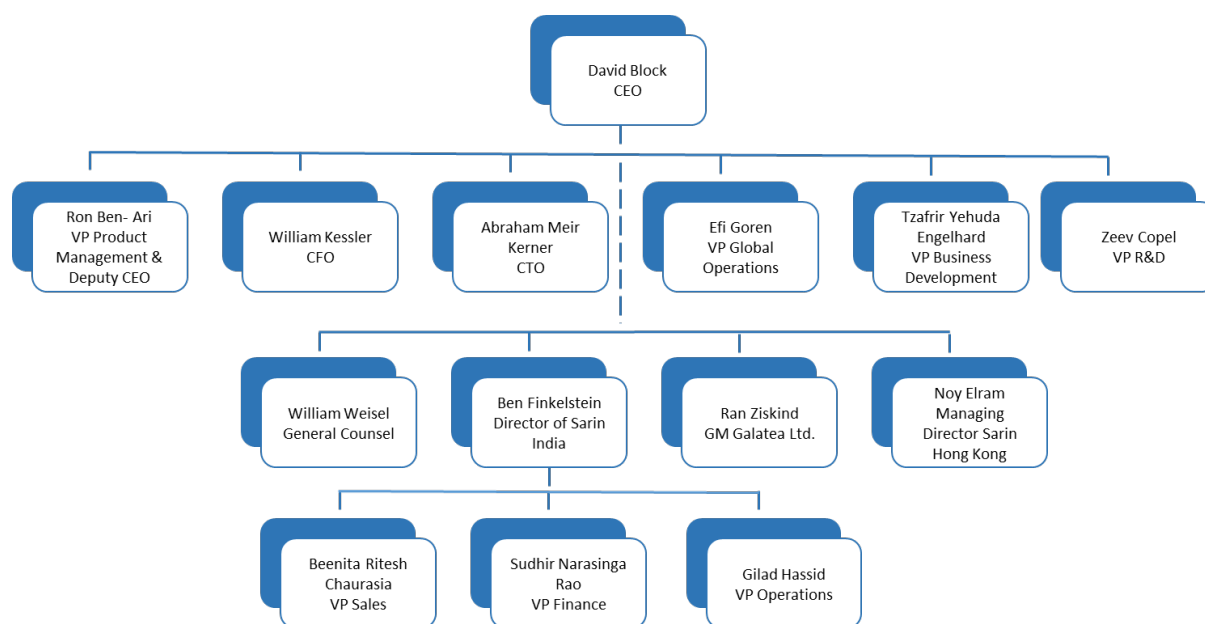 David Block
CEO
Ron Ben- Ari
VP Product
Management &
Deputy CEO
William Kessler
CFO
Abraham Meir
Kerner
CTO
Efi Goren
VP Global
Operations
Tzafrir Yehuda
Engelhard
VP Business
Development
Zeev Copel
VP R&D
William Weisel
General Counsel
Ben Finkelstein
Director of Sarin
India
Ran Ziskind
GM Galatea Ltd.
Noy Elram
Managing
Director Sarin
Hong Kong
Beenita Ritesh
Chaurasia
VP Sales
Sudhir Narasinga
Rao
VP Finance
Gilad Hassid
VP Operations